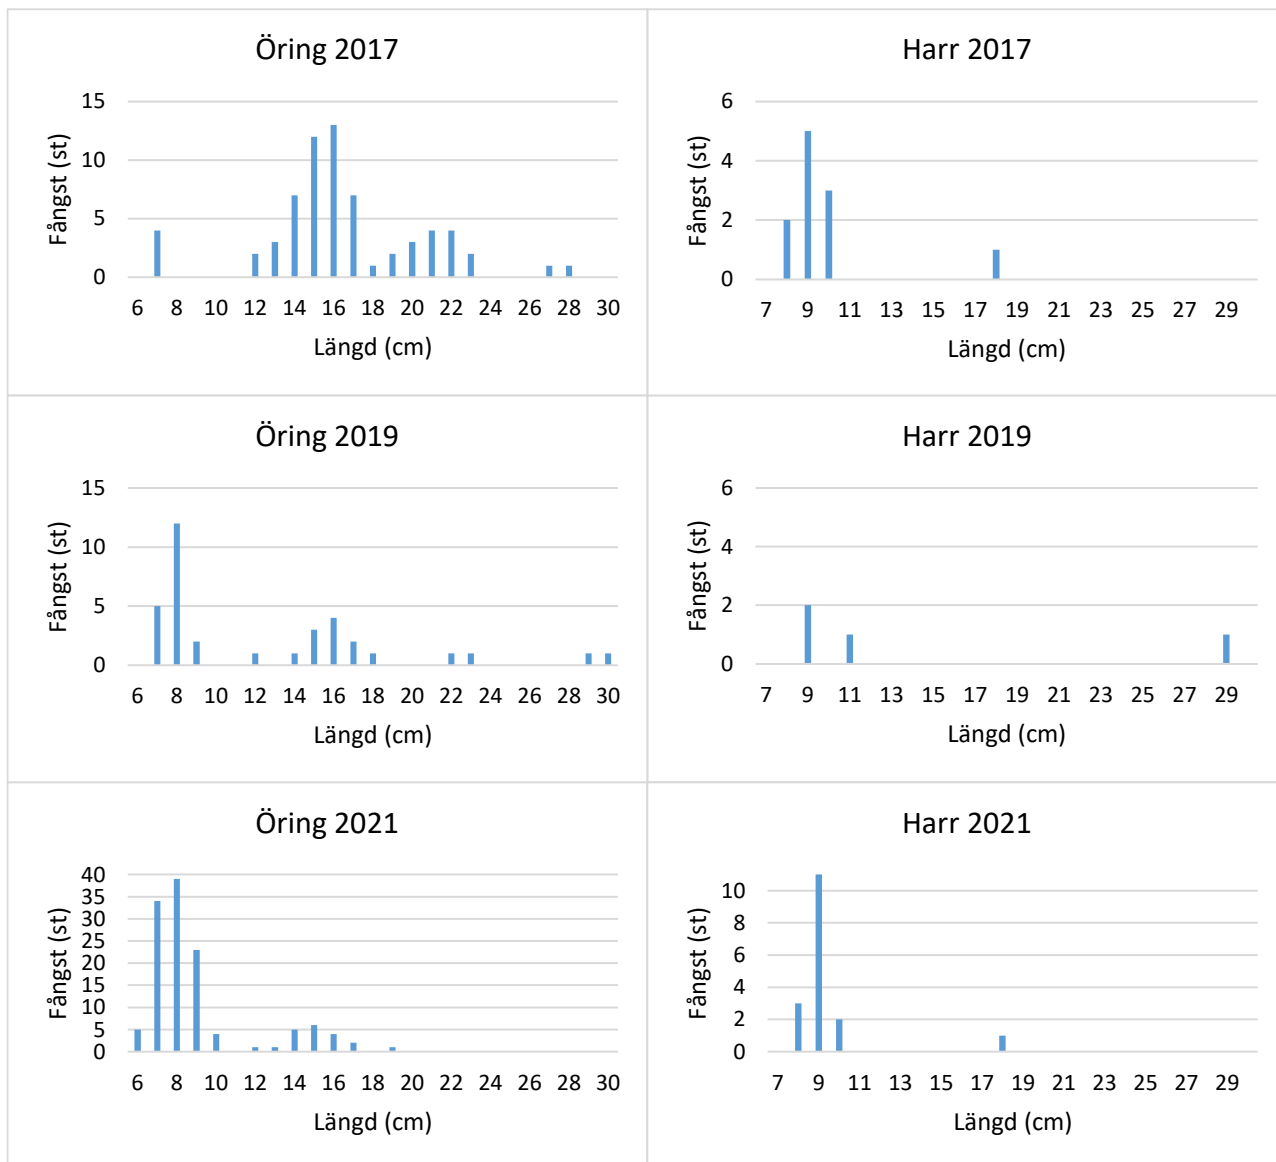 Öring 2017
15
10
5
0
Fångst (st)
6 8 10 12 14 16 18 20 22 24 26 28 30
Längd (cm)
Harr 2017
6
4
2
0
Fångst (st)
7 9 11 13 15 17 19 21 23 25 27 29
Längd (cm)
Öring 2019
15
10
5
0
Fångst (st)
6 8 10 12 14 16 18 20 22 24 26 28 30
Längd (cm)
Harr 2019
6
4
2
0
Fångst (st)
7 9 11 13 15 17 19 21 23 25 27 29
Längd (cm)
Öring 2021
40
35
30
25
20
15
10
5
0
Fångst (st)
6 8 10 12 14 16 18 20 22 24 26 28 30
Längd (cm)
Harr 2021
10
8
6
4
2
0
Fångst (st)
7 9 11 13 15 17 19 21 23 25 27 29
Längd (cm)